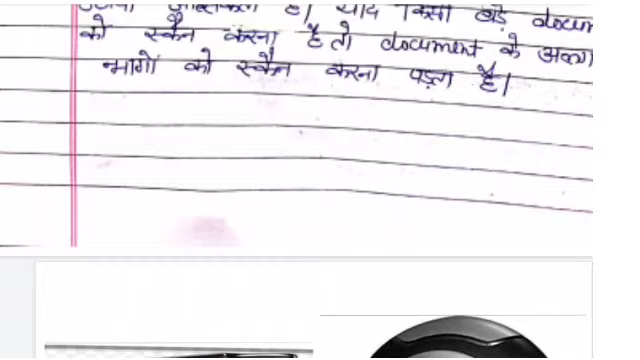 है। यदि किसी बड़े
को स्कैन करना है तो document के
भागों को स्कैन करना पड़ता है।